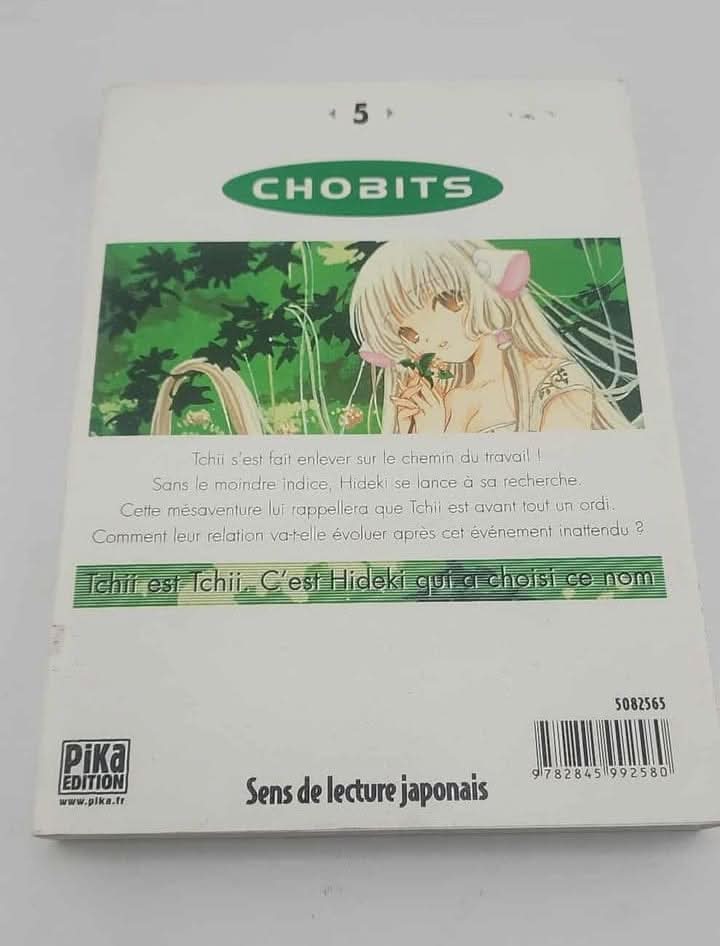 5
CHOBITS
Tchii s'est fait enlever sur le chemin du travail !
Sans le moindre indice, Hideki se lance à sa recherche.
Cette mésaventure lui rappellera que Tchii est avant tout un ordi.
Comment leur relation va-t-elle évoluer après cet événement inattendu ?
Tchii est Tchii. C'est Hideki qui a choisi ce nom
5082565
9782845992580
PiKa
EDITION
www.pika.fr
Sens de lecture japonais